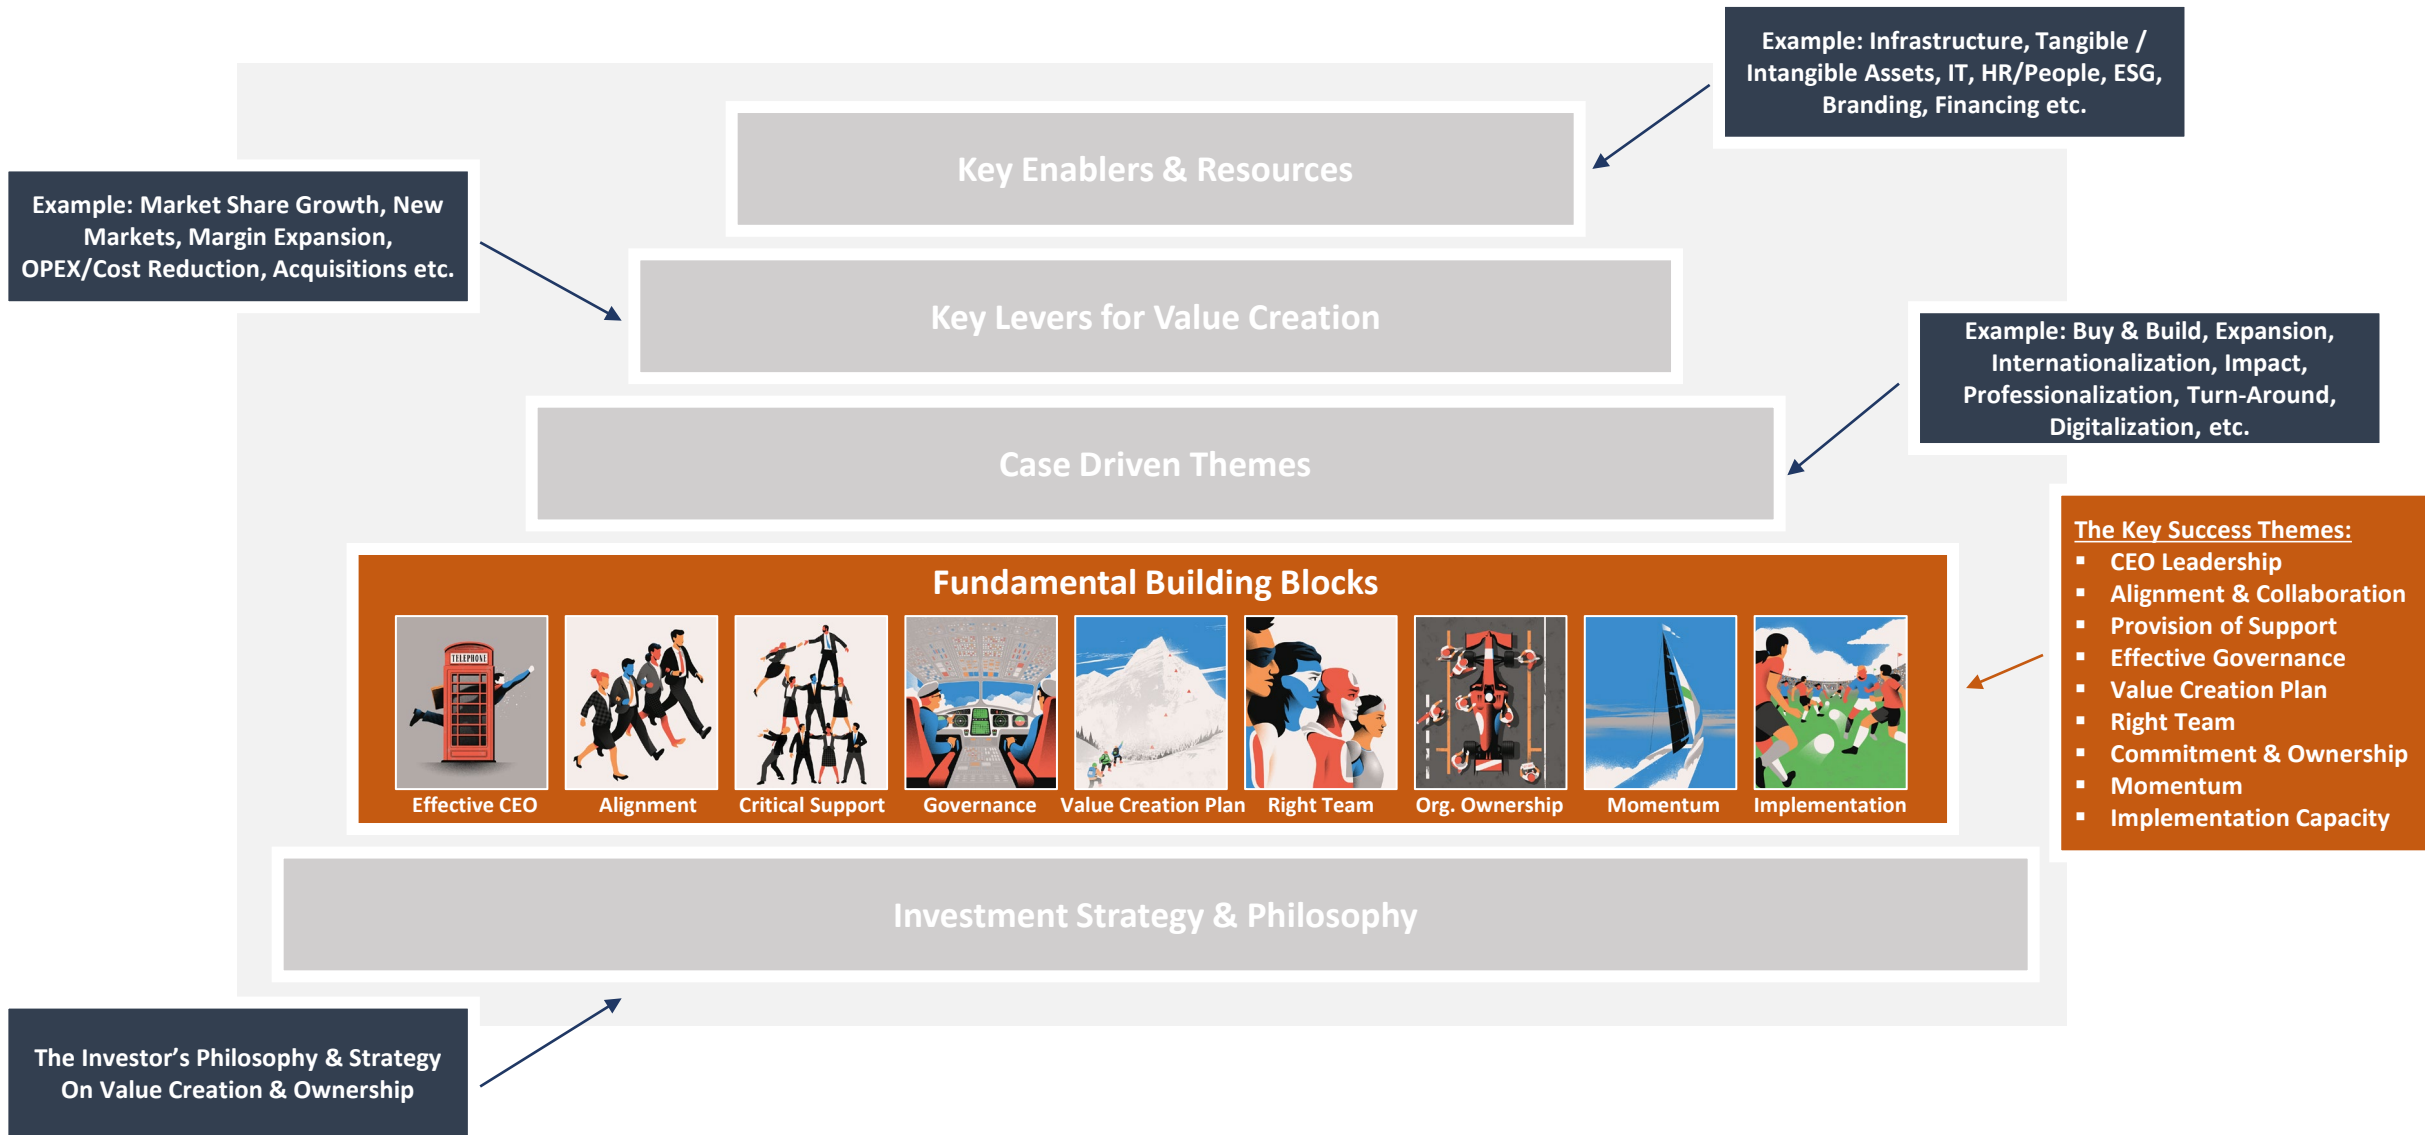 Example: Infrastructure, Tangible /
Intangible Assets, IT, HR/People, ESG,
Branding, Financing etc.
Key Enablers & Resources
Example: Market Share Growth, New
Markets, Margin Expansion,
OPEX/Cost Reduction, Acquisitions etc.
Key Levers for Value Creation
Example: Buy & Build, Expansion,
Internationalization, Impact,
Professionalization, Turn-Around,
Digitalization, etc.
Case Driven Themes
The Key Success Themes:
▪ CEO Leadership
▪ Alignment & Collaboration
▪ Provision of Support
▪ Effective Governance
▪ Value Creation Plan
▪ Right Team
▪ Commitment & Ownership
▪ Momentum
▪ Implementation Capacity
Fundamental Building Blocks
TELEPHONE
Effective CEO
Alignment
Critical Support
Governance
Value Creation Plan
Right Team
Org. Ownership
Momentum
Implementation
Investment Strategy & Philosophy
The Investor’s Philosophy & Strategy
On Value Creation & Ownership